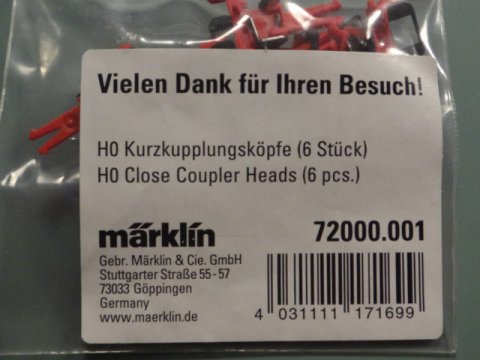 Vielen Dank für Ihren Besuch!
H0 Kurzkupplungsköpfe (6 Stück)
H0 Close Coupler Heads (6 pcs.)
märklin 72000.001
Gebr. Märklin & Cie. GmbH
Stuttgarter Straße 55-57
73033 Göppingen
Germany
www.maerklin.de
4 031111 171699